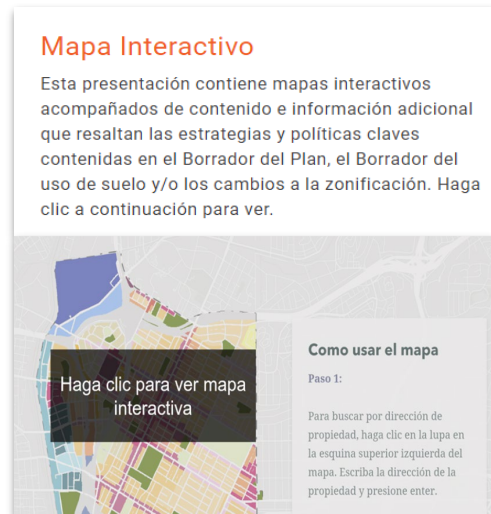 Mapa Interactivo
Esta presentación contiene mapas interactivos
acompañados de contenido e información adicional
que resaltan las estrategias y políticas claves
contenidas en el Borrador del Plan, el Borrador del
uso de suelo y/o los cambios a la zonificación. Haga
clic a continuación para ver.
Haga clic para ver mapa
interactiva
Como usar el mapa
Paso 1:
Para buscar por dirección de
propiedad, haga clic en la lupa en
la esquina superior izquierda del
mapa. Escriba la dirección de la
propiedad y presione enter.